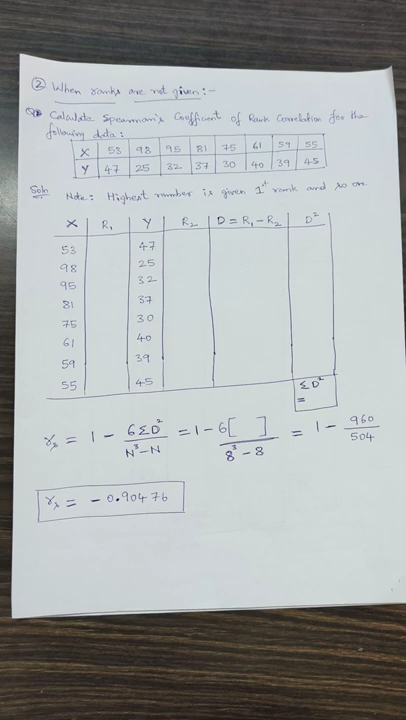 ② When ranks are not given :-
Q: Calculate Spearman's Coefficient of Rank Correlation for the
following data :
X 53 98 95 81 75 61 59 55
Y 47 25 32 37 30 40 39 45
Soln Note : Highest number is given 1st rank and so on
X R₁ Y R₂ D = R₁ - R₂ D²
53 47
98 25
95 32
81 37
75 30
61 40
59 39
55 45
ΣD²
=
= 1 - 6ΣD² / N³-N = 1 - 6[ ] / 8³-8 = 1 - 960 / 504
= - 0.90476